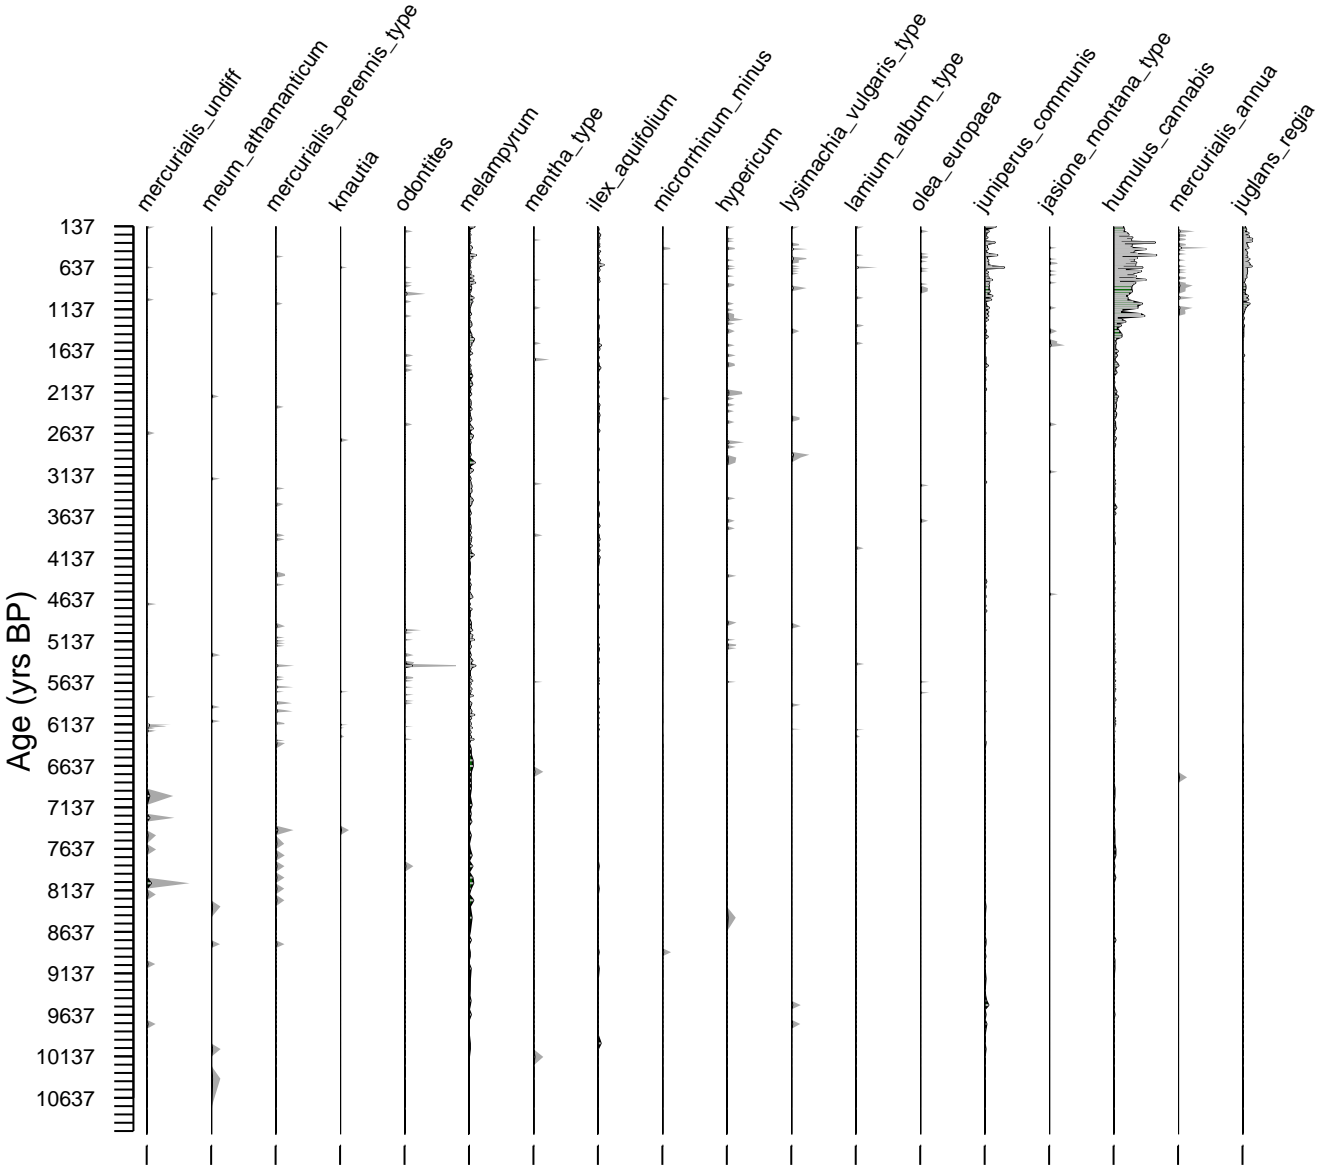 mercurialis_undiff
meum_athamanticum
mercurialis_perennis_type
knautia
odontites
melampyrum
mentha_type
ilex_aquifolium
microrrhinum_minus
hypericum
lysimachia_vulgaris_type
lamium_album_type
olea_europaea
juniperus_communis
jasione_montana_type
humulus_cannabis
mercurialis_annua
juglans_regia
Age (yrs BP)
137
637
1137
1637
2137
2637
3137
3637
4137
4637
5137
5637
6137
6637
7137
7637
8137
8637
9137
9637
10137
10637